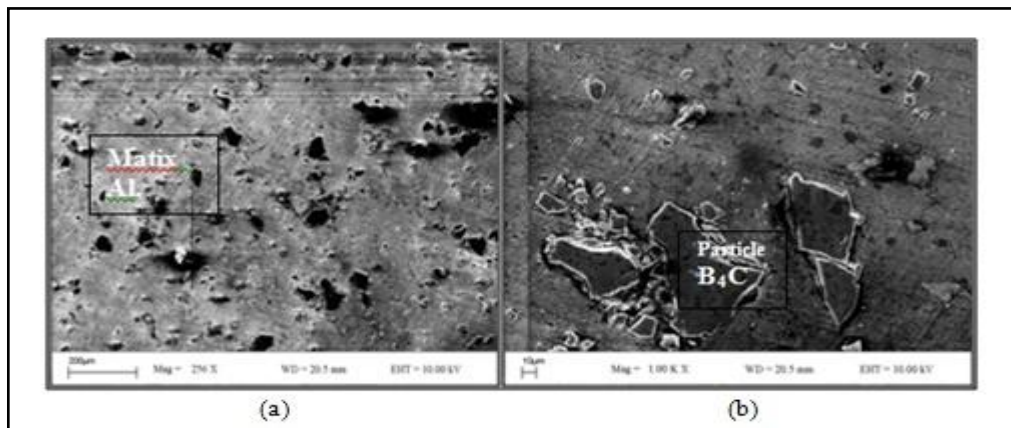 Matix
AL
200µm
Mag = 256 X WD = 20.5 mm EHT = 10.00 kV
(a)
Particle
B₄C
10µm
Mag = 1.00 K X WD = 20.5 mm EHT = 10.00 kV
(b)